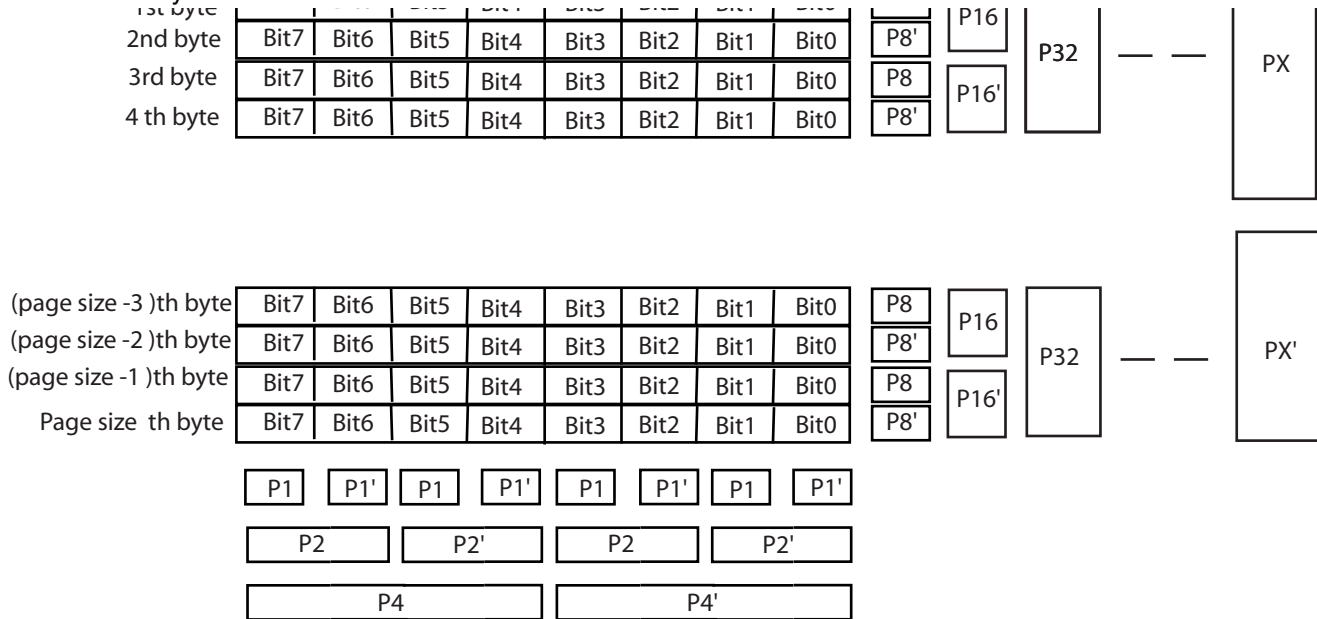 1st byte P16
2nd byte Bit7 Bit6 Bit5 Bit4 Bit3 Bit2 Bit1 Bit0 P8' P32 — — PX
3rd byte Bit7 Bit6 Bit5 Bit4 Bit3 Bit2 Bit1 Bit0 P8 P16'
4 th byte Bit7 Bit6 Bit5 Bit4 Bit3 Bit2 Bit1 Bit0 P8'
(page size -3 )th byte Bit7 Bit6 Bit5 Bit4 Bit3 Bit2 Bit1 Bit0 P8 P16
(page size -2 )th byte Bit7 Bit6 Bit5 Bit4 Bit3 Bit2 Bit1 Bit0 P8' P32 — — PX'
(page size -1 )th byte Bit7 Bit6 Bit5 Bit4 Bit3 Bit2 Bit1 Bit0 P8 P16'
Page size th byte Bit7 Bit6 Bit5 Bit4 Bit3 Bit2 Bit1 Bit0 P8'
P1 P1' P1 P1' P1 P1' P1 P1'
P2 P2' P2 P2'
P4 P4'